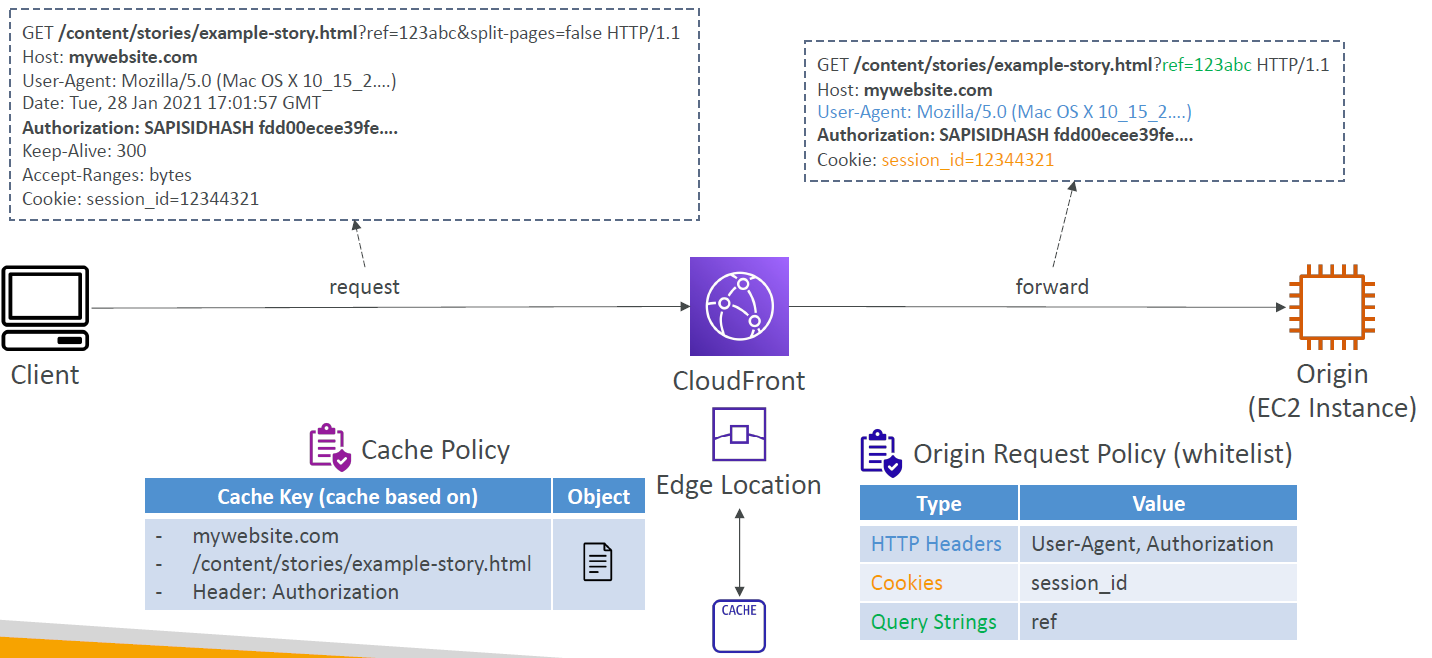 GET /content/stories/example-story.html?ref=123abc&split-pages=false HTTP/1.1
Host: mywebsite.com
User-Agent: Mozilla/5.0 (Mac OS X 10_15_2....)
Date: Tue, 28 Jan 2021 17:01:57 GMT
Authorization: SAPISIDHASH fdd00ecee39fe....
Keep-Alive: 300
Accept-Ranges: bytes
Cookie: session_id=12344321
GET /content/stories/example-story.html?ref=123abc HTTP/1.1
Host: mywebsite.com
User-Agent: Mozilla/5.0 (Mac OS X 10_15_2....)
Authorization: SAPISIDHASH fdd00ecee39fe....
Cookie: session_id=12344321
request
forward
Client
CloudFront
Origin
(EC2 Instance)
Cache Policy
Cache Key (cache based on) Object
- mywebsite.com
- /content/stories/example-story.html
- Header: Authorization
Edge Location
CACHE
Origin Request Policy (whitelist)
Type Value
HTTP Headers User-Agent, Authorization
Cookies session_id
Query Strings ref